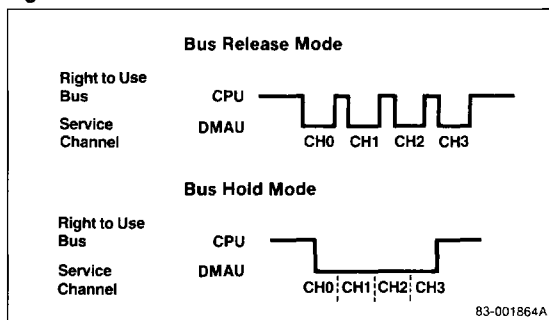 Bus Release Mode
Right to Use
Bus CPU
Service
Channel DMAU
CH0 CH1 CH2 CH3
Bus Hold Mode
Right to Use
Bus CPU
Service
Channel DMAU
CH0 CH1 CH2 CH3
83-001864A